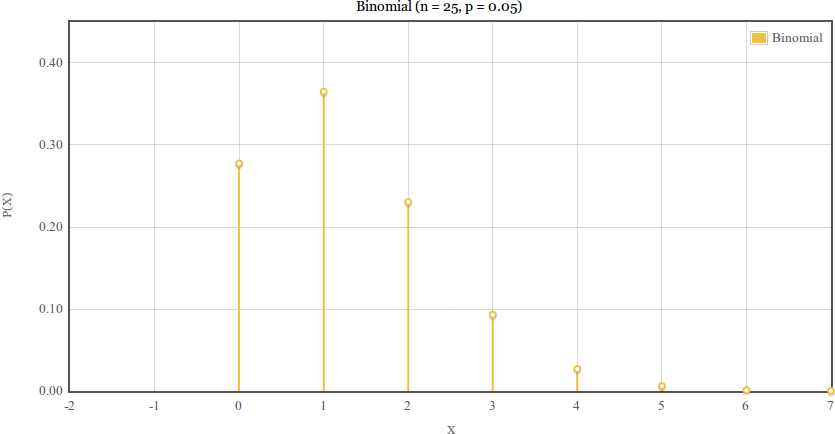 Binomial (n = 25, p = 0.05)
Binomial
0.40
0.30
0.20
0.10
0.00
P(X)
-2 -1 0 1 2 3 4 5 6 7
X